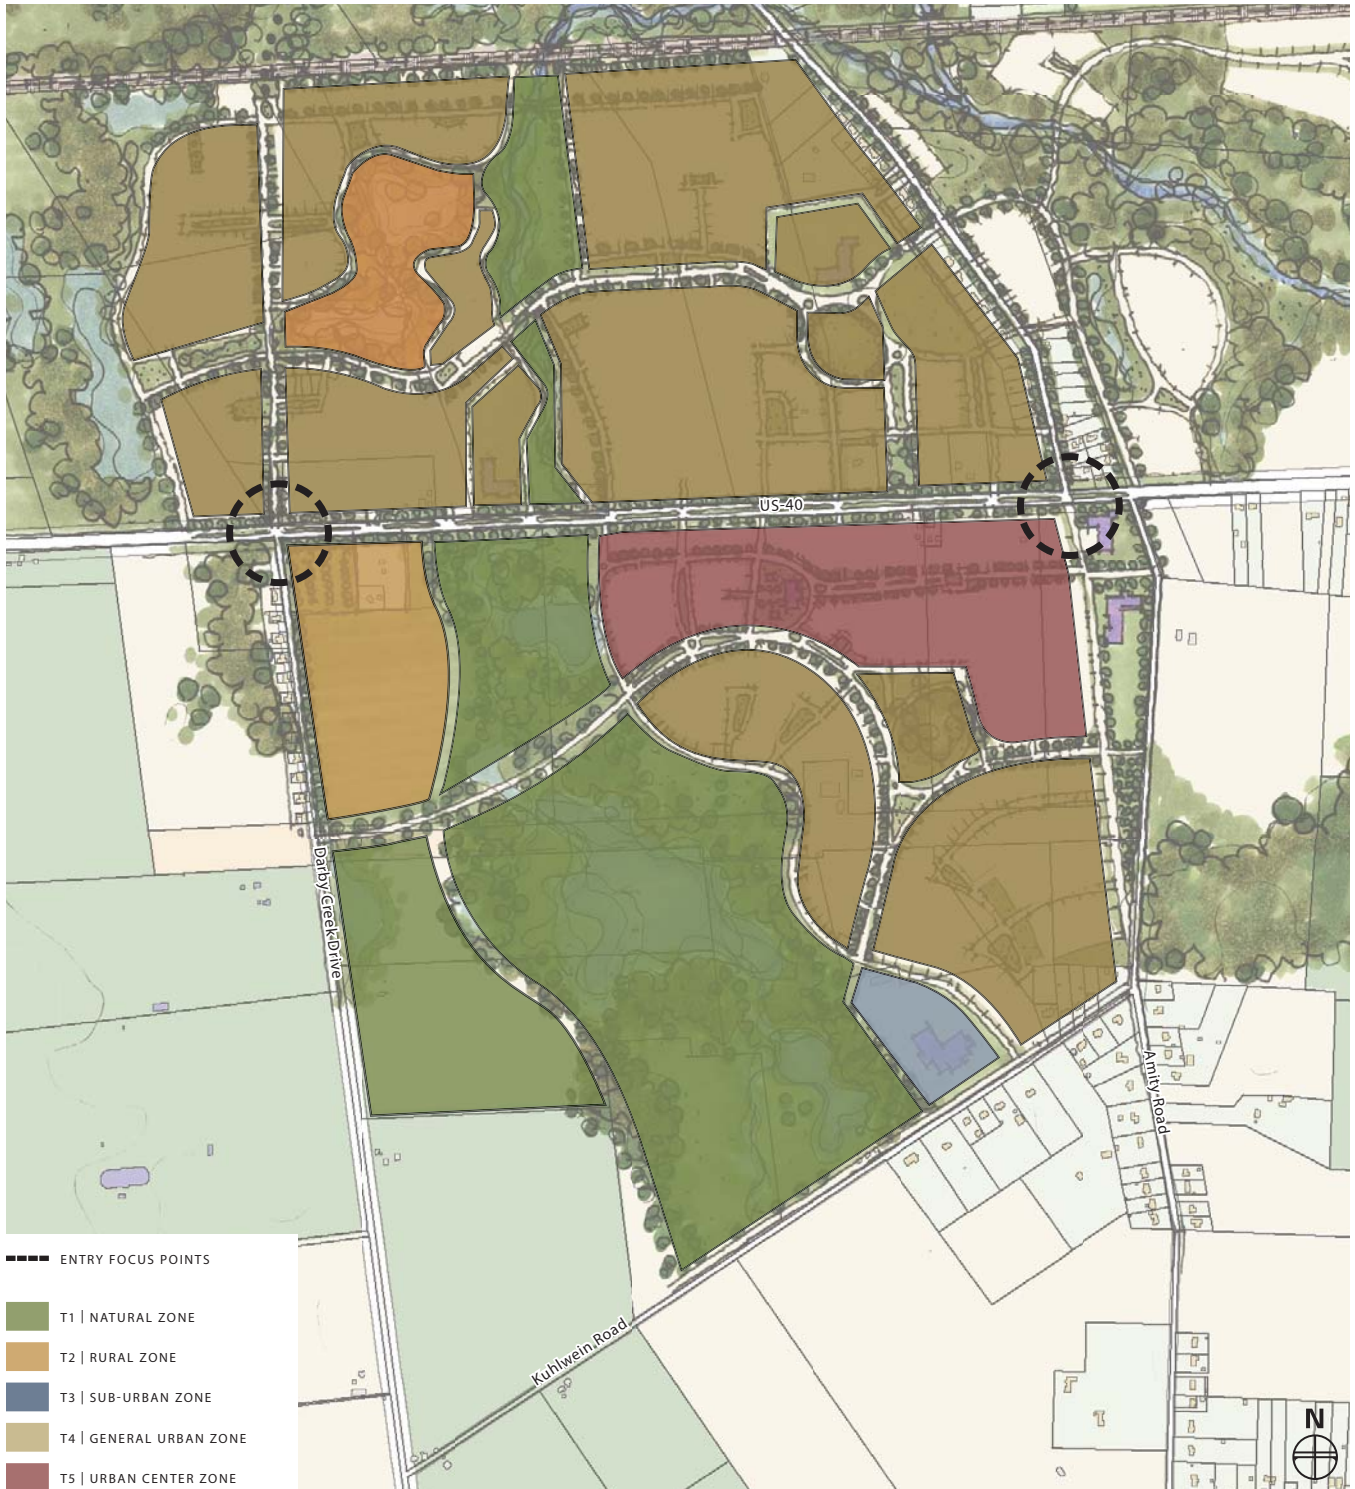 US-40
Darby Creek Drive
Amity Road
Kuhlwein Road
ENTRY FOCUS POINTS
T1 | NATURAL ZONE
T2 | RURAL ZONE
T3 | SUB-URBAN ZONE
T4 | GENERAL URBAN ZONE
T5 | URBAN CENTER ZONE
N